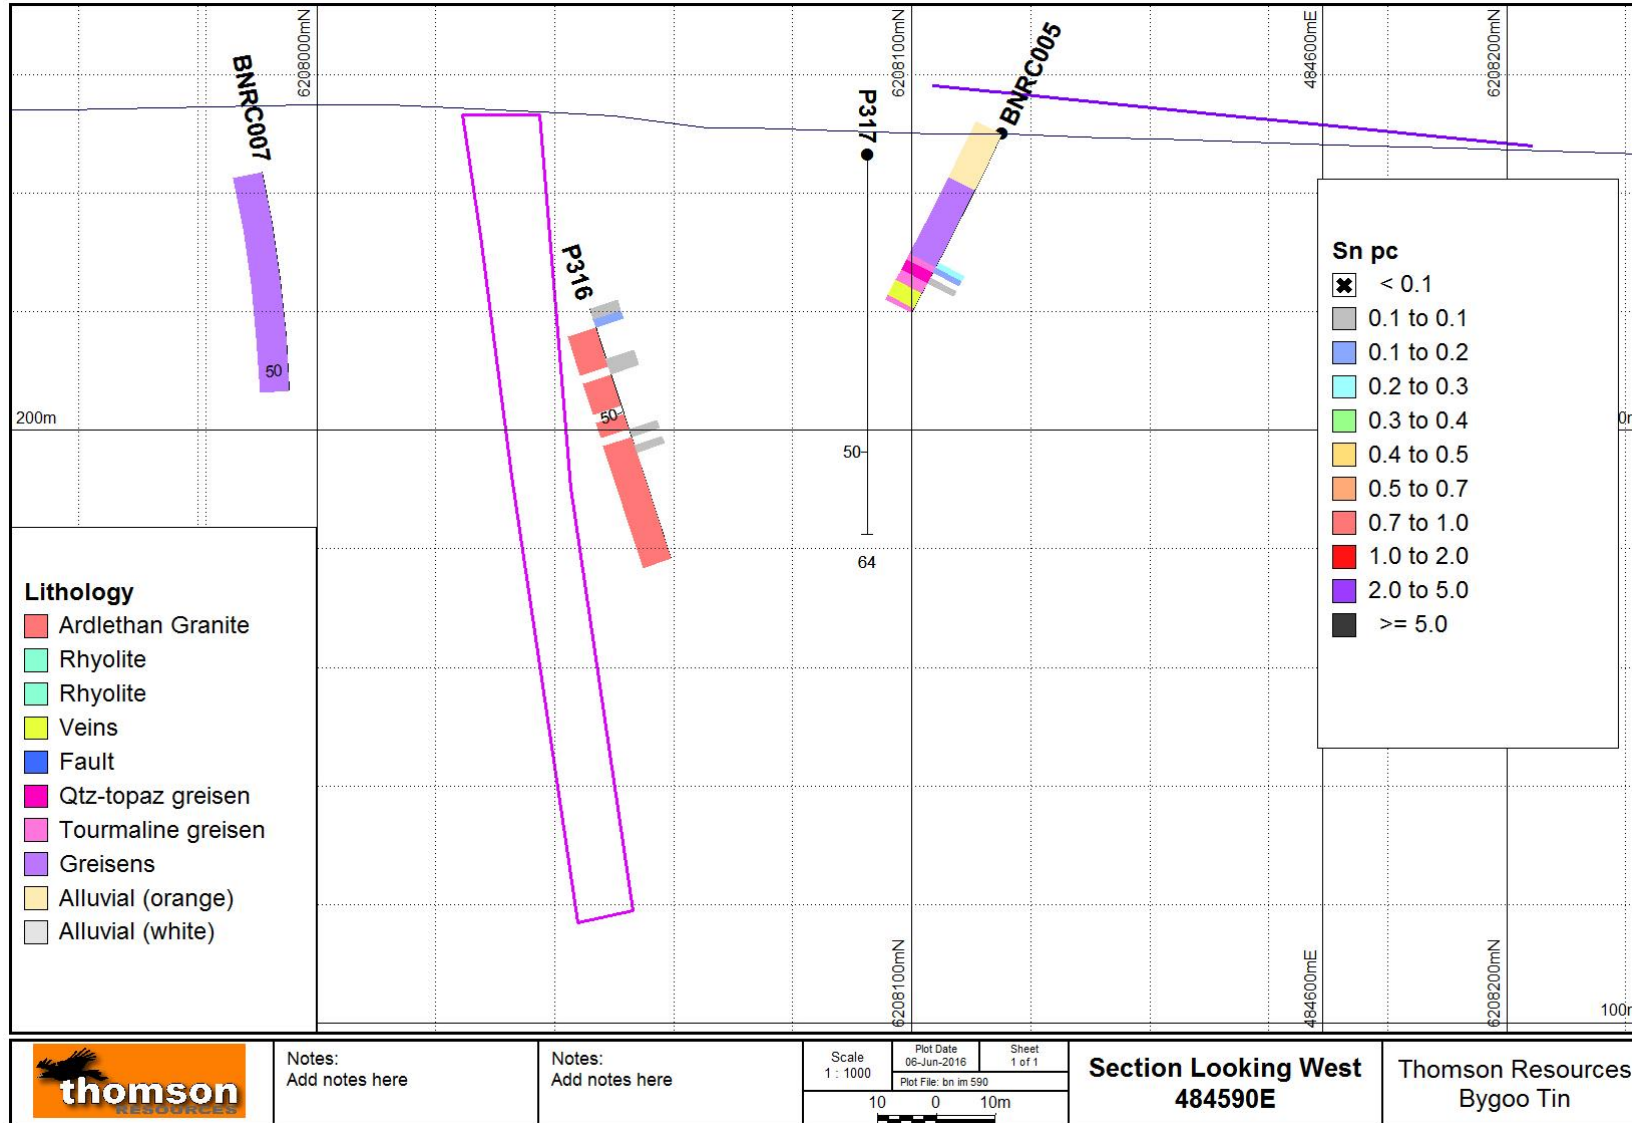 6208000mN
6208100mN
484600mE
6208200mN
BNRC007
P317
BNRC005
P316
50
50
50
64
200m
Sn pc
< 0.1
0.1 to 0.1
0.1 to 0.2
0.2 to 0.3
0.3 to 0.4
0.4 to 0.5
0.5 to 0.7
0.7 to 1.0
1.0 to 2.0
2.0 to 5.0
>= 5.0
Lithology
Ardlethan Granite
Rhyolite
Rhyolite
Veins
Fault
Qtz-topaz greisen
Tourmaline greisen
Greisens
Alluvial (orange)
Alluvial (white)
6208100mN
484600mE
6208200mN
thomson
RESOURCES
Notes:
Add notes here
Notes:
Add notes here
Scale
1 : 1000
Plot Date
06-Jun-2016
Sheet
1 of 1
Plot File: bn im 590
10 0 10m
Section Looking West
484590E
Thomson Resources
Bygoo Tin